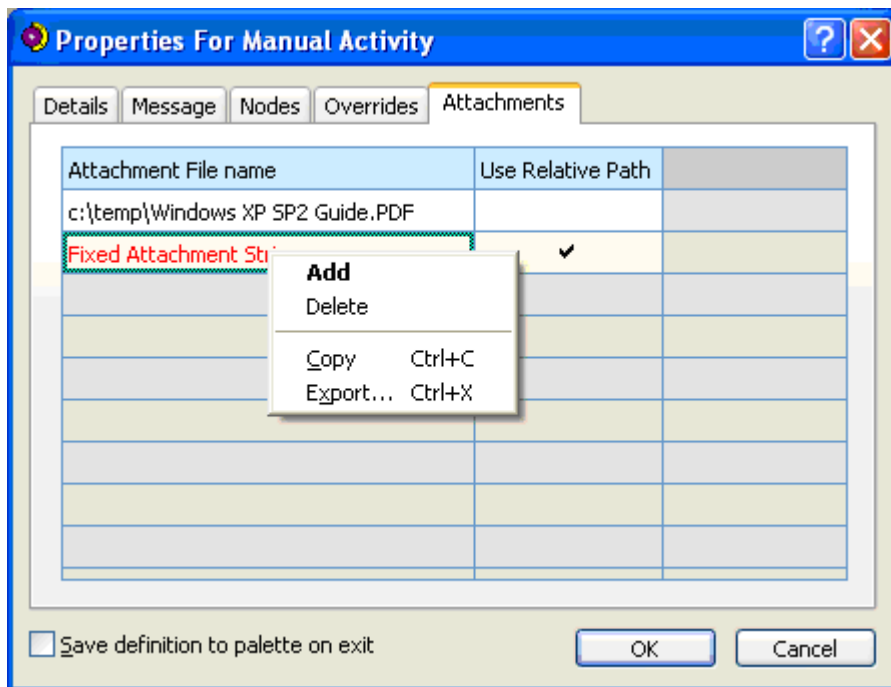 Properties For Manual Activity
Details Message Nodes Overrides Attachments
Attachment File name Use Relative Path
c:\temp\Windows XP SP2 Guide.PDF
Fixed Attachment
Add
Delete
Copy Ctrl+C
Export... Ctrl+X
Save definition to palette on exit OK Cancel